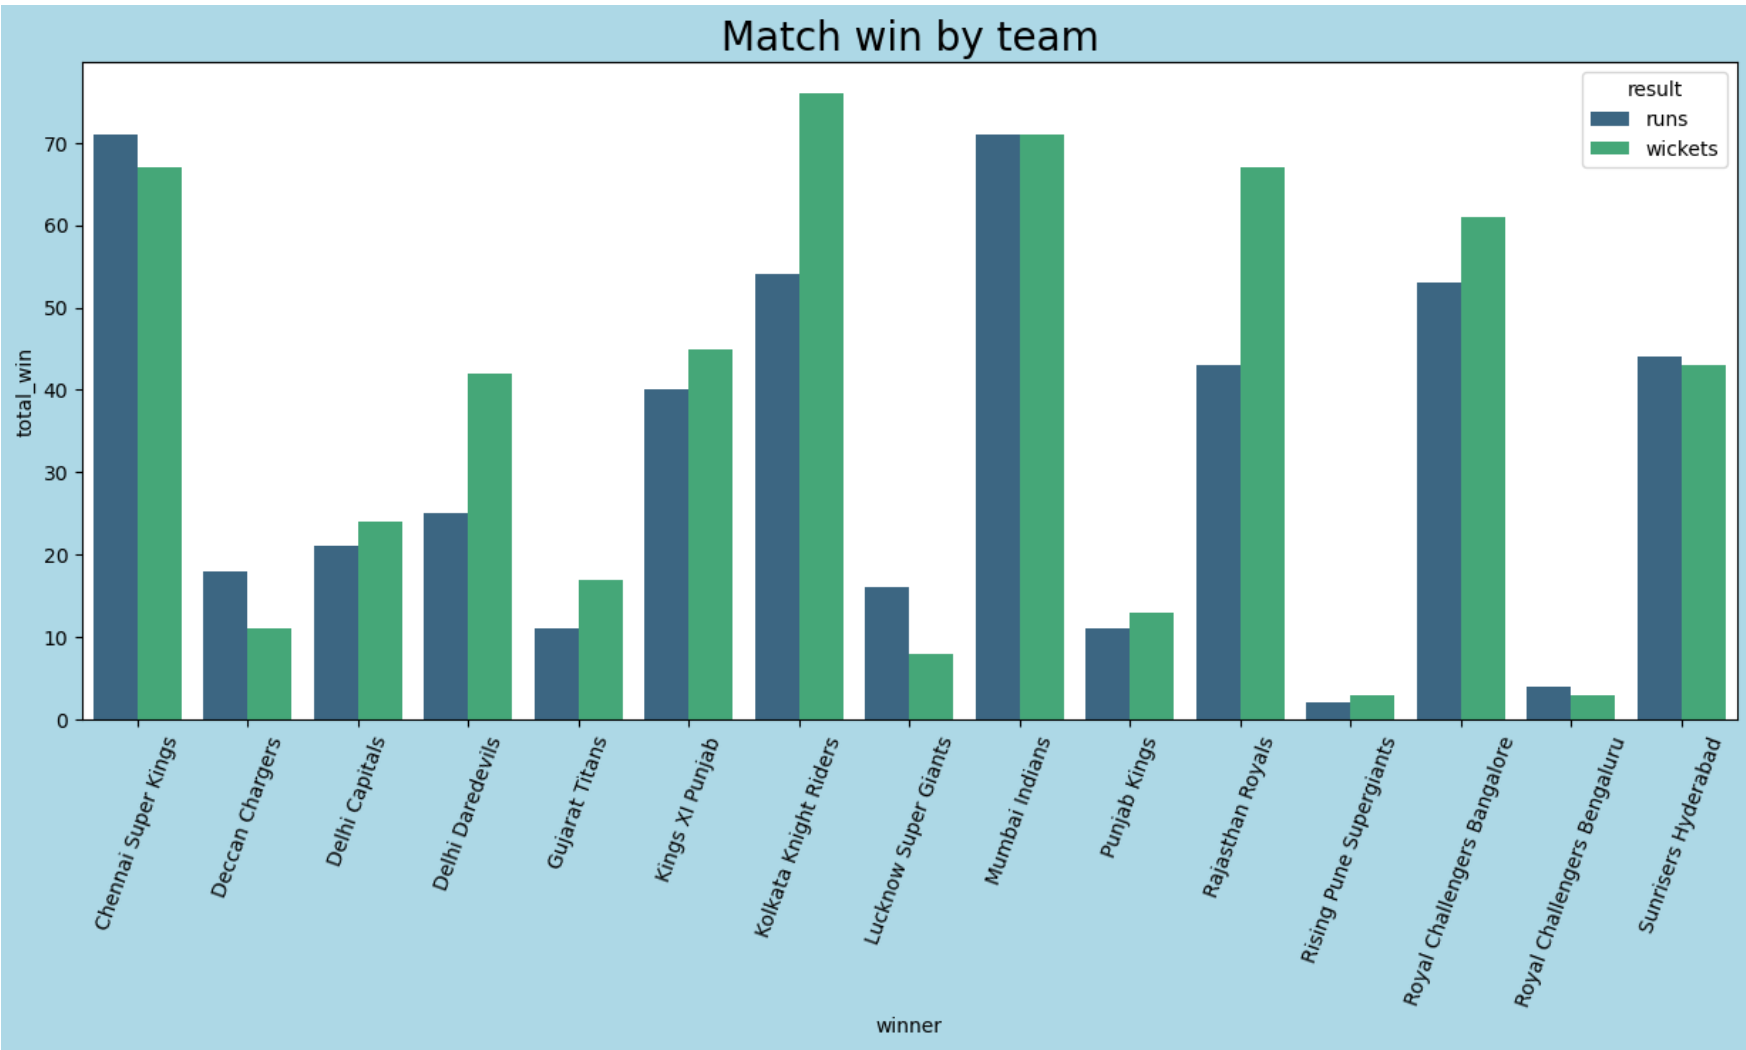 Match win by team
result
runs
wickets
total_win
70
60
50
40
30
20
10
0
Chennai Super Kings
Deccan Chargers
Delhi Capitals
Delhi Daredevils
Gujarat Titans
Kings XI Punjab
Kolkata Knight Riders
Lucknow Super Giants
Mumbai Indians
Punjab Kings
Rajasthan Royals
Rising Pune Supergiants
Royal Challengers Bangalore
Royal Challengers Bengaluru
Sunrisers Hyderabad
winner